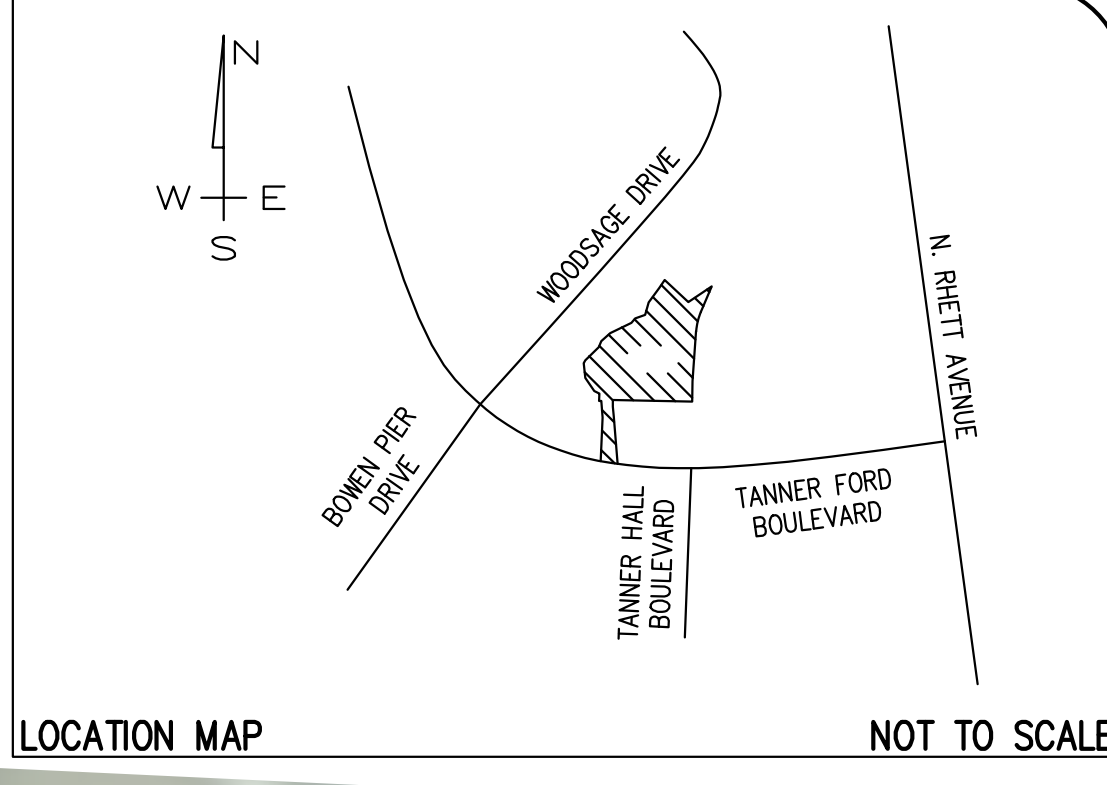 N
W E
S
WOODSAGE DRIVE
N. RHETT AVENUE
BOWEN PIER
DRIVE
TANNER HALL
BOULEVARD
TANNER FORD
BOULEVARD
LOCATION MAP
NOT TO SCALE